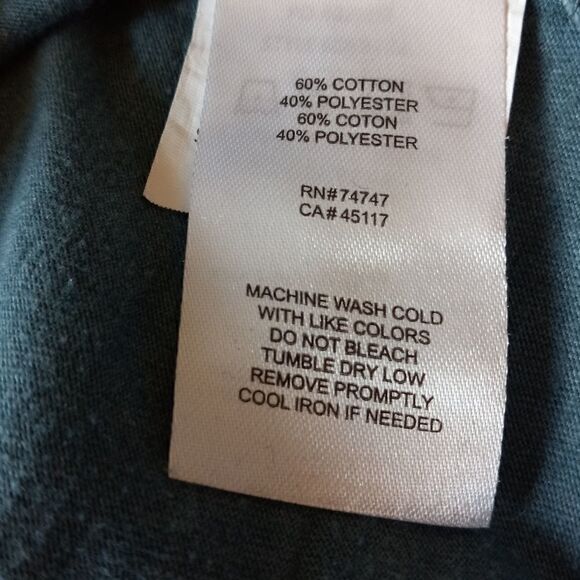 60% COTTON
40% POLYESTER
60% COTON
40% POLYESTER
RN#74747
CA#45117
MACHINE WASH COLD
WITH LIKE COLORS
DO NOT BLEACH
TUMBLE DRY LOW
REMOVE PROMPTLY
COOL IRON IF NEEDED